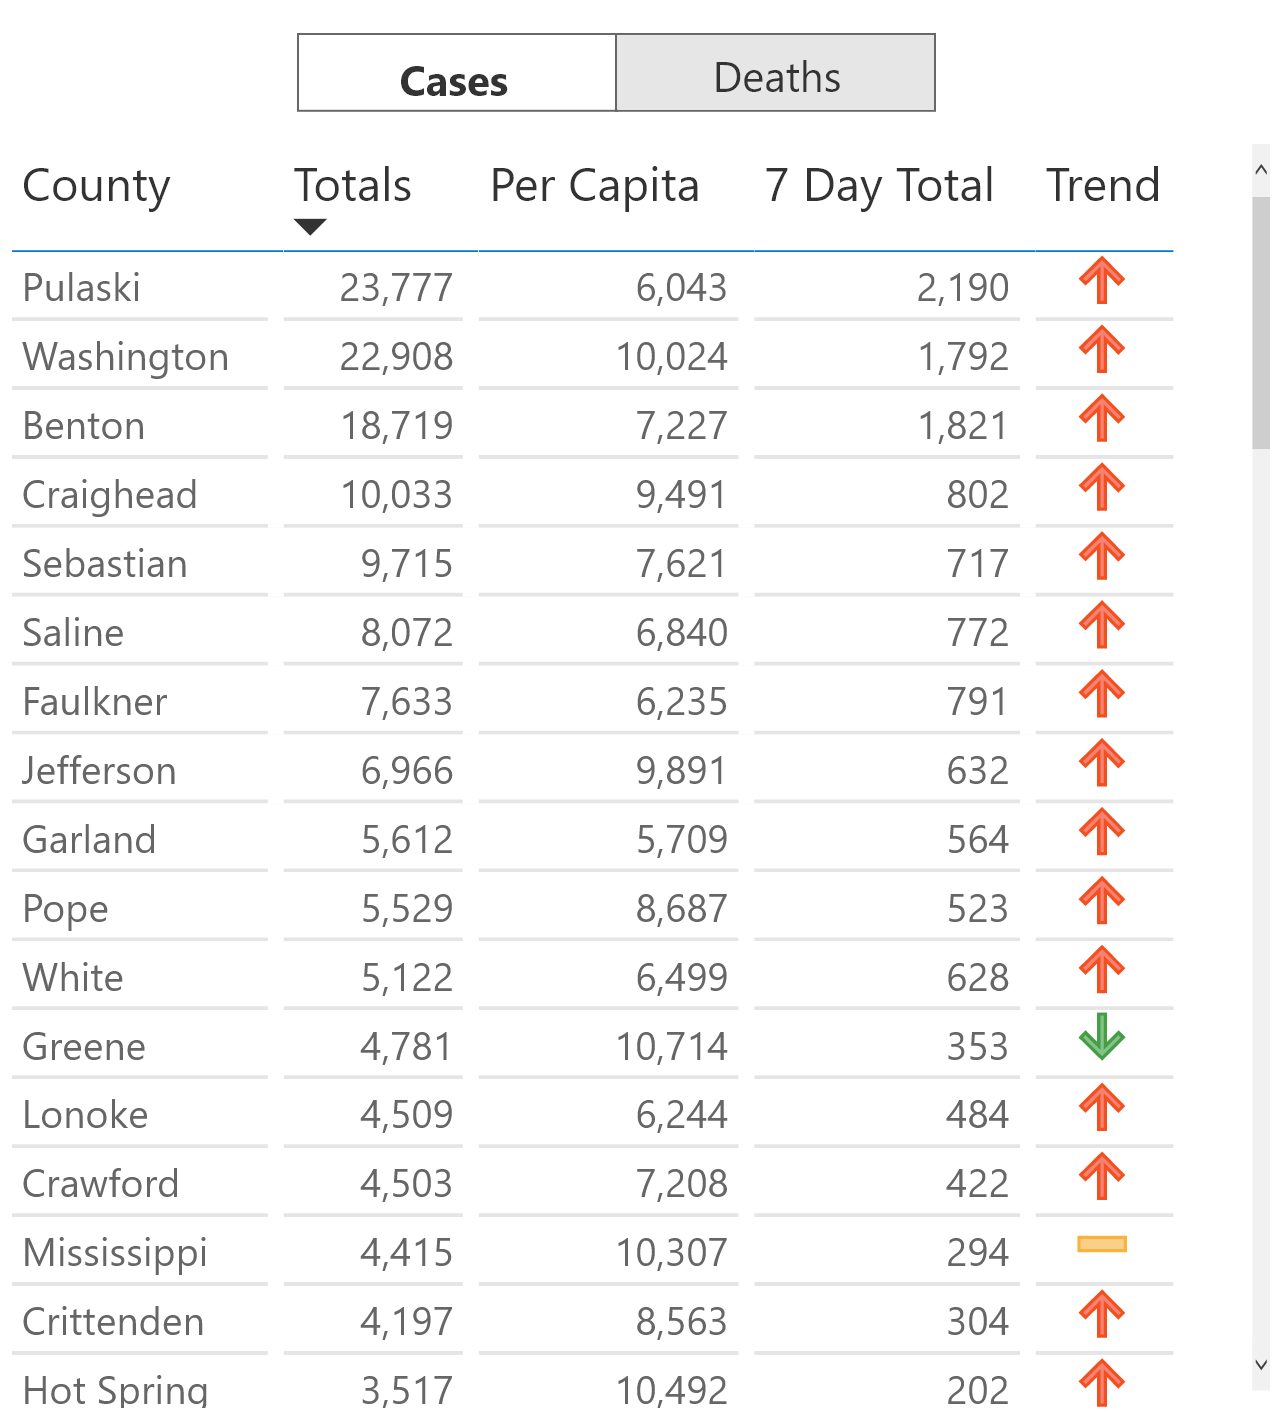 Cases Deaths
County Totals Per Capita 7 Day Total Trend
Pulaski 23,777 6,043 2,190
Washington 22,908 10,024 1,792
Benton 18,719 7,227 1,821
Craighead 10,033 9,491 802
Sebastian 9,715 7,621 717
Saline 8,072 6,840 772
Faulkner 7,633 6,235 791
Jefferson 6,966 9,891 632
Garland 5,612 5,709 564
Pope 5,529 8,687 523
White 5,122 6,499 628
Greene 4,781 10,714 353
Lonoke 4,509 6,244 484
Crawford 4,503 7,208 422
Mississippi 4,415 10,307 294
Crittenden 4,197 8,563 304
Hot Spring 3,517 10,492 202